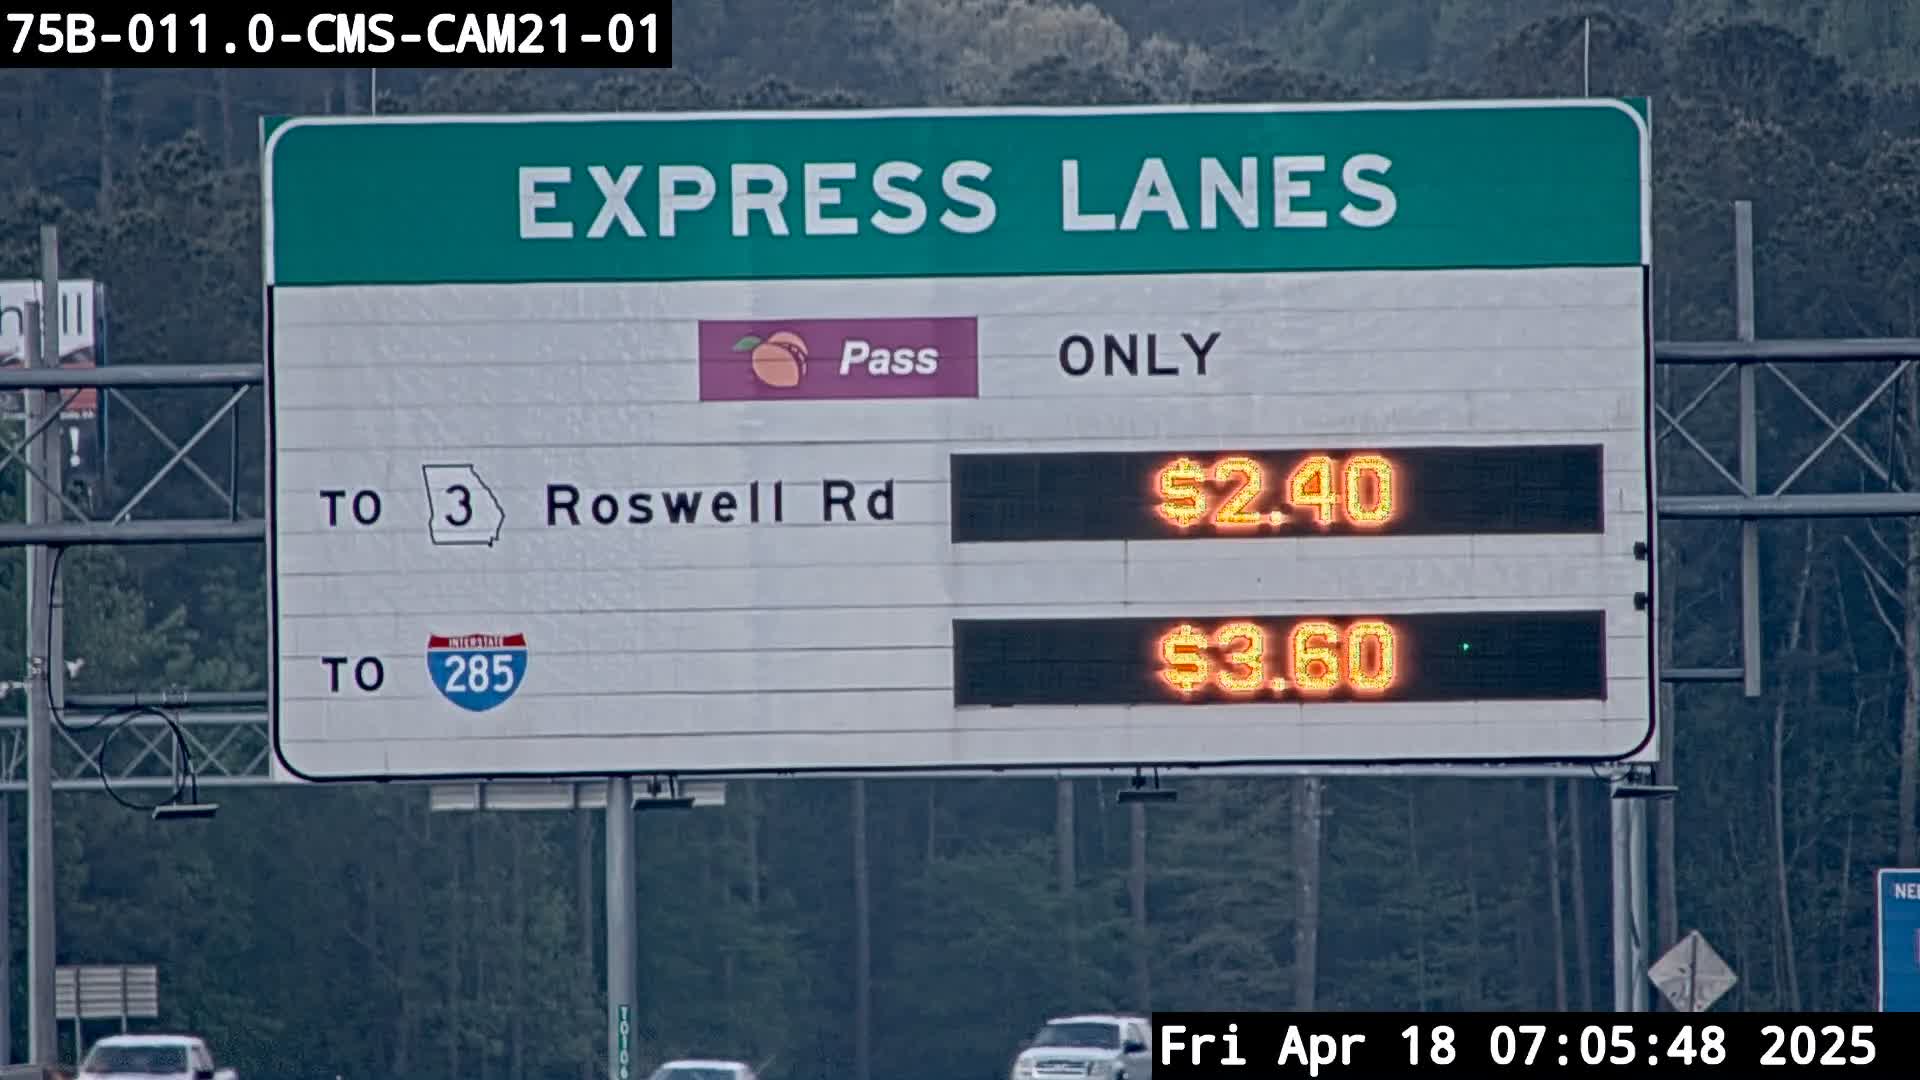 75B-011.0-CMS-CAM21-01
EXPRESS LANES
Pass ONLY
TO 3 Roswell Rd $2.40
INTERSTATE
TO 285 $3.60
Fri Apr 18 07:05:48 2025